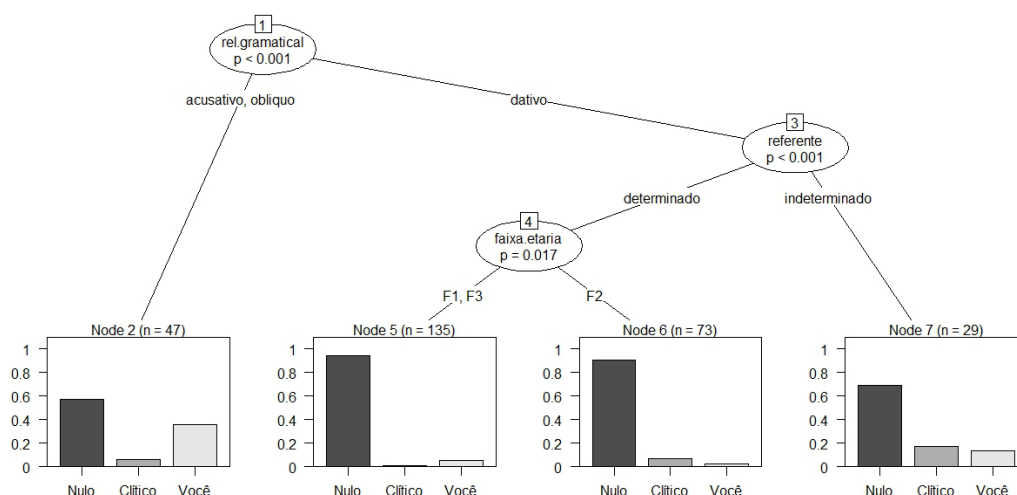 1
rel.gramatical
p < 0.001
acusativo, obliquo
dativo
3
referente
p < 0.001
determinado
indeterminado
4
faixa.etaria
p = 0.017
F1, F3
F2
Node 2 (n = 47)
1
0.8
0.6
0.4
0.2
0
Nulo Clítico Você
Node 5 (n = 135)
1
0.8
0.6
0.4
0.2
0
Nulo Clítico Você
Node 6 (n = 73)
1
0.8
0.6
0.4
0.2
0
Nulo Clítico Você
Node 7 (n = 29)
1
0.8
0.6
0.4
0.2
0
Nulo Clítico Você